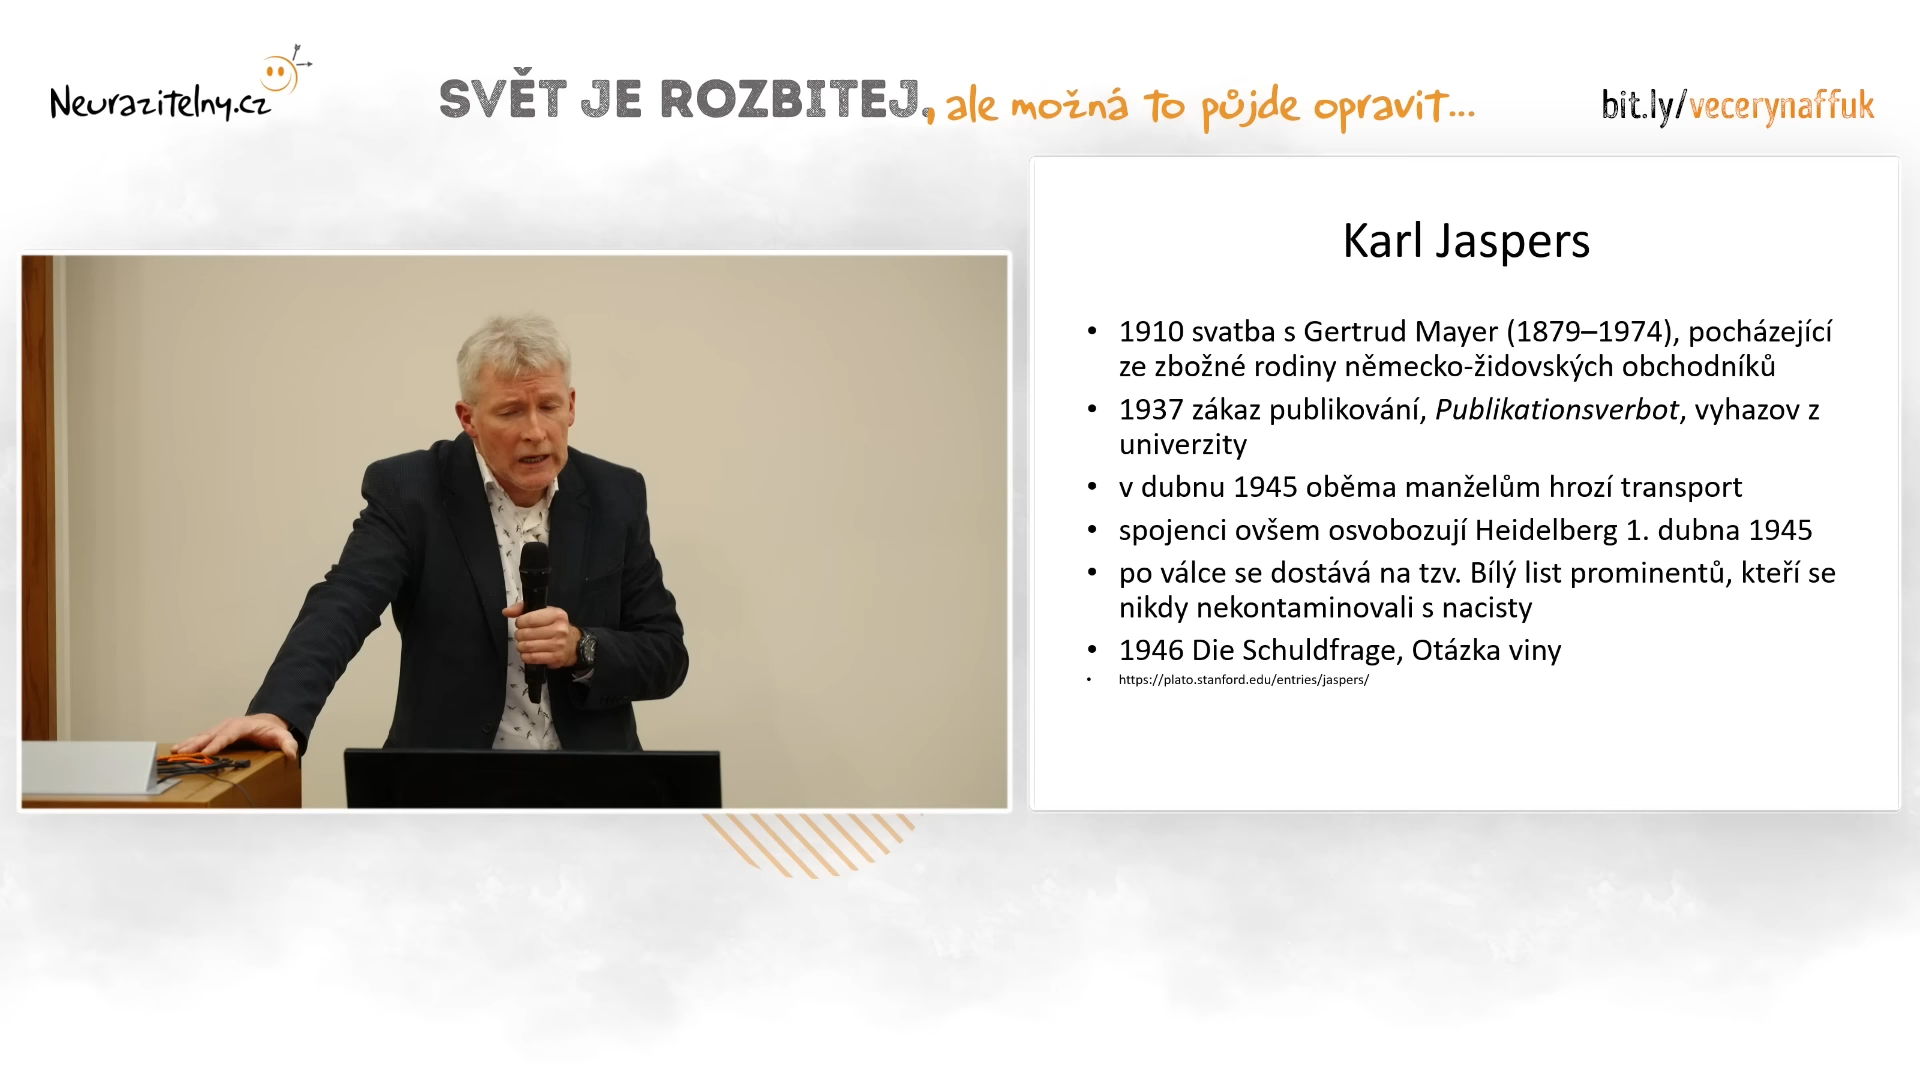 Neurazitelny.cz
SVĚT JE ROZBITEJ, ale možná to půjde opravit...
bit.ly/vecerynaffuk
Karl Jaspers
• 1910 svatba s Gertrud Mayer (1879–1974), pocházející
ze zbožné rodiny německo-židovských obchodníků
• 1937 zákaz publikování, Publikationsverbot, vyhazov z
univerzity
• v dubnu 1945 oběma manželům hrozí transport
• spojenci ovšem osvobozují Heidelberg 1. dubna 1945
• po válce se dostává na tzv. Bílý list prominentů, kteří se
nikdy nekontaminovali s nacisty
• 1946 Die Schuldfrage, Otázka viny
• https://plato.stanford.edu/entries/jaspers/